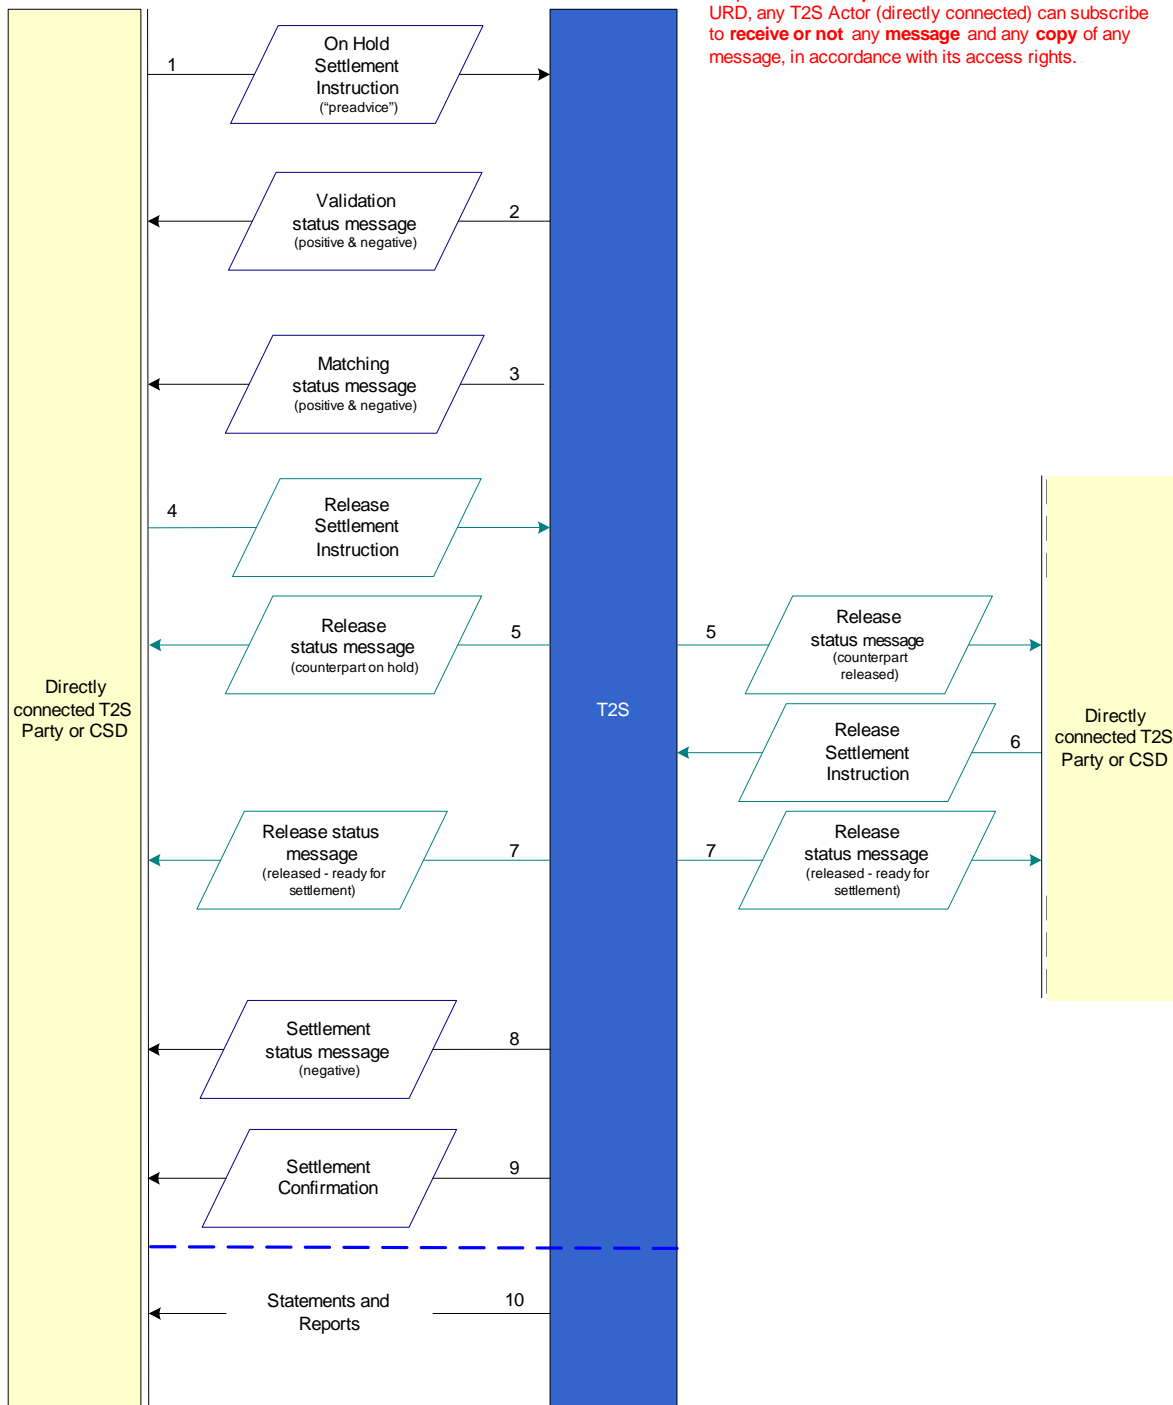 URD, any T2S Actor (directly connected) can subscribe
to receive or not any message and any copy of any
message, in accordance with its access rights.
1
On Hold
Settlement
Instruction
(“preadvice”)
Validation
status message
(positive & negative)
2
Matching
status message
(positive & negative)
3
4
Release
Settlement
Instruction
Release
status message
(counterpart on hold)
5
5
Release
status message
(counterpart
released)
Directly
connected T2S
Party or CSD
T2S
Release
Settlement
Instruction
6
Directly
connected T2S
Party or CSD
Release status
message
(released - ready for
settlement)
7
7
Release
status message
(released - ready for
settlement)
Settlement
status message
(negative)
8
Settlement
Confirmation
9
Statements and
Reports
10